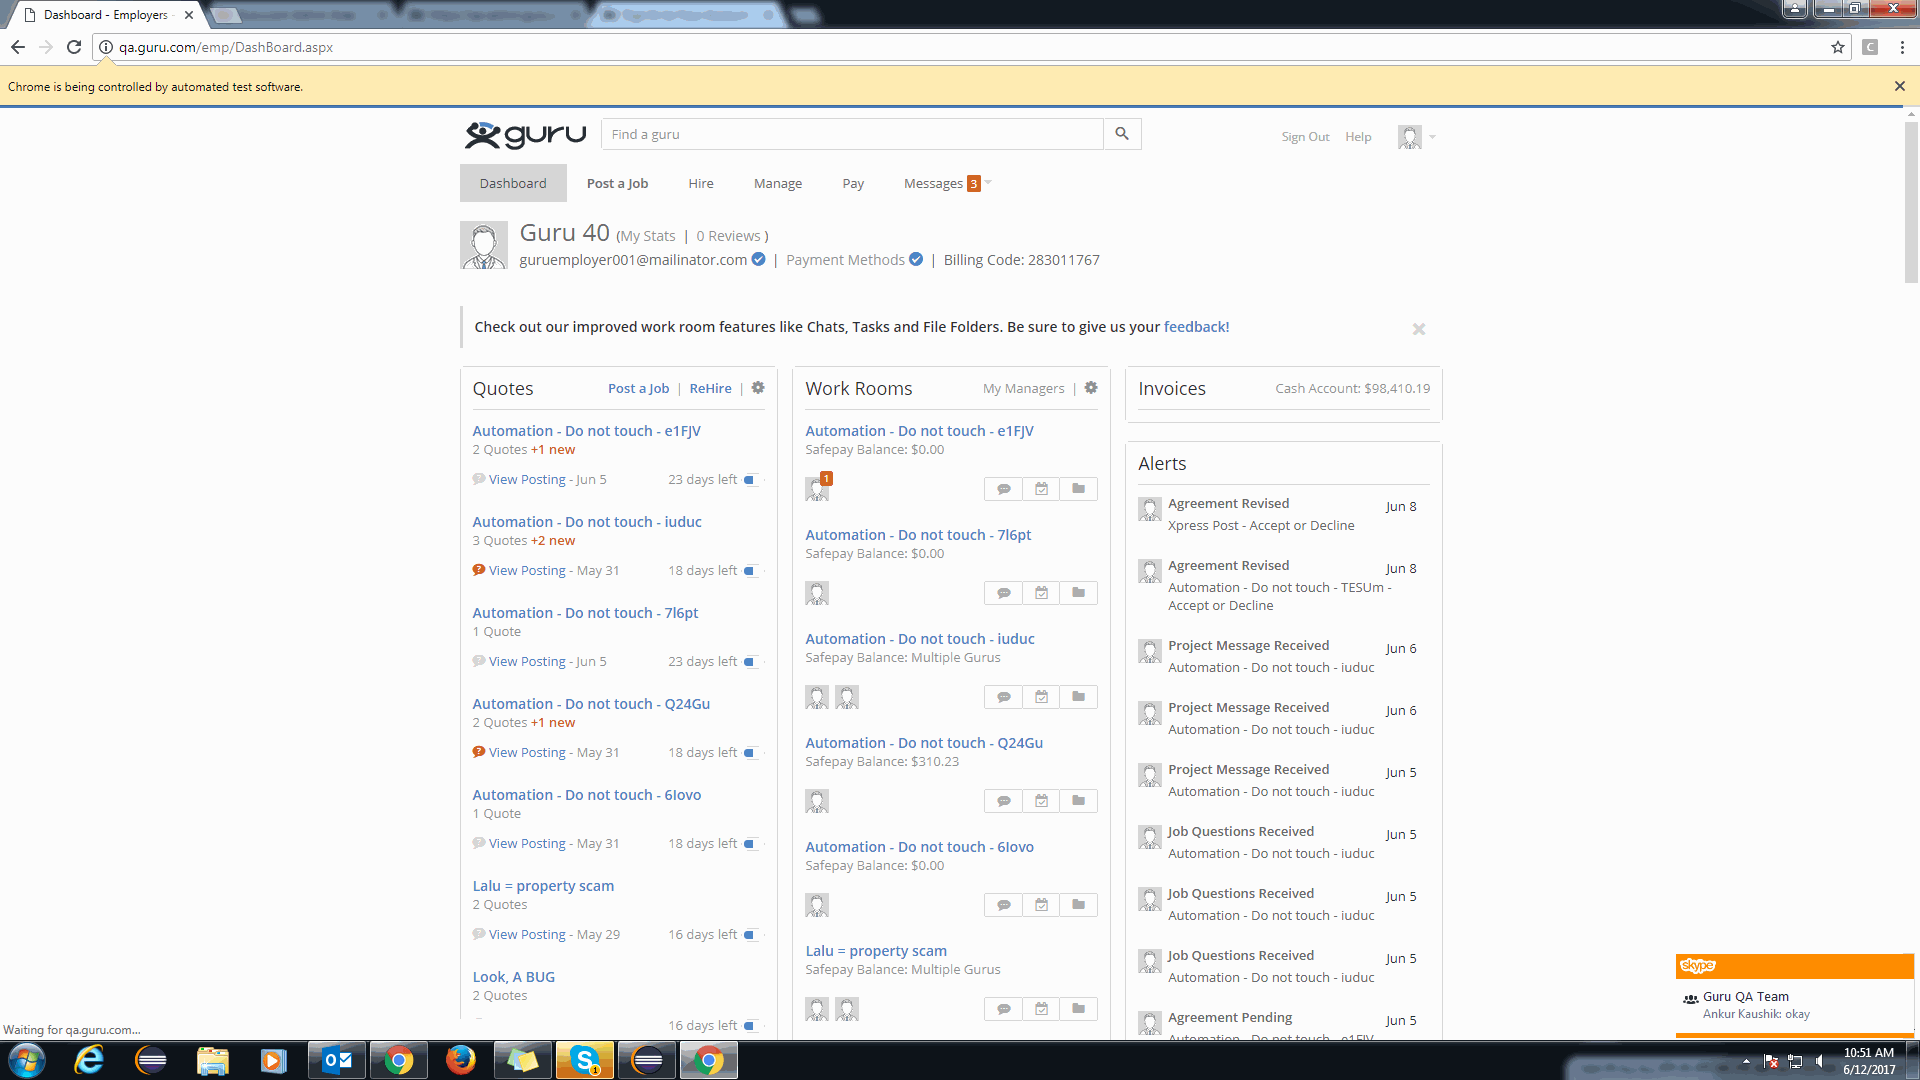 Dashboard - Employers -
qa.guru.com/emp/DashBoard.aspx
C
Chrome is being controlled by automated test software.
guru
Find a guru
Sign Out
Help
Dashboard
Post a Job
Hire
Manage
Pay
Messages 3
Guru 40 (My Stats | 0 Reviews )
guruemployer001@mailinator.com | Payment Methods | Billing Code: 283011767
Check out our improved work room features like Chats, Tasks and File Folders. Be sure to give us your feedback!
Quotes
Post a Job | ReHire |
Automation - Do not touch - e1FJV
2 Quotes +1 new
View Posting - Jun 5
23 days left
Automation - Do not touch - iuduc
3 Quotes +2 new
View Posting - May 31
18 days left
Automation - Do not touch - 7l6pt
1 Quote
View Posting - Jun 5
23 days left
Automation - Do not touch - Q24Gu
2 Quotes +1 new
View Posting - May 31
18 days left
Automation - Do not touch - 6Iovo
1 Quote
View Posting - May 31
18 days left
Lalu = property scam
2 Quotes
View Posting - May 29
16 days left
Look, A BUG
2 Quotes
16 days left
Work Rooms
My Managers |
Automation - Do not touch - e1FJV
Safepay Balance: $0.00
1
Automation - Do not touch - 7l6pt
Safepay Balance: $0.00
Automation - Do not touch - iuduc
Safepay Balance: Multiple Gurus
Automation - Do not touch - Q24Gu
Safepay Balance: $310.23
Automation - Do not touch - 6Iovo
Safepay Balance: $0.00
Lalu = property scam
Safepay Balance: Multiple Gurus
Invoices
Cash Account: $98,410.19
Alerts
Agreement Revised
Jun 8
Xpress Post - Accept or Decline
Agreement Revised
Jun 8
Automation - Do not touch - TESUm -
Accept or Decline
Project Message Received
Jun 6
Automation - Do not touch - iuduc
Project Message Received
Jun 6
Automation - Do not touch - iuduc
Project Message Received
Jun 5
Automation - Do not touch - iuduc
Job Questions Received
Jun 5
Automation - Do not touch - iuduc
Job Questions Received
Jun 5
Automation - Do not touch - iuduc
Job Questions Received
Jun 5
Automation - Do not touch - iuduc
Agreement Pending
Jun 5
Automation - Do not touch - e1FJV
skype
Guru QA Team
Ankur Kaushik: okay
Waiting for qa.guru.com...
1
10:51 AM
6/12/2017